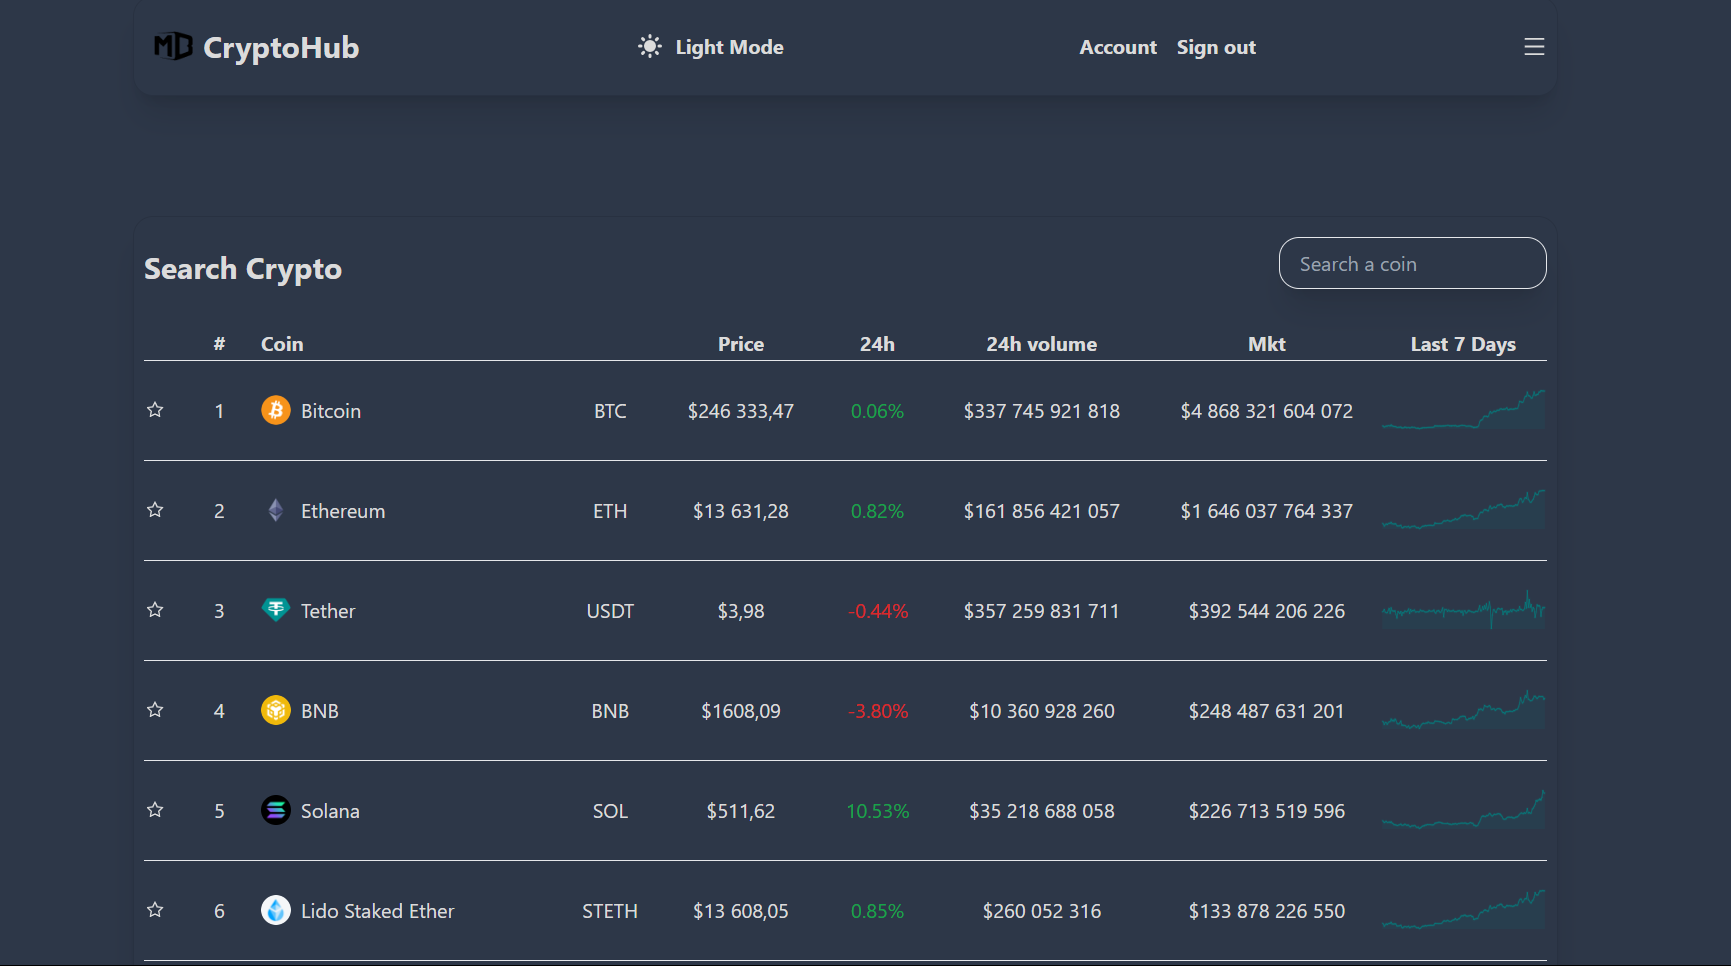 MD CryptoHub Light Mode Account Sign out
Search Crypto Search a coin
# Coin Price 24h 24h volume Mkt Last 7 Days
1 Bitcoin BTC $246 333,47 0.06% $337 745 921 818 $4 868 321 604 072
2 Ethereum ETH $13 631,28 0.82% $161 856 421 057 $1 646 037 764 337
3 Tether USDT $3,98 -0.44% $357 259 831 711 $392 544 206 226
4 BNB BNB $1608,09 -3.80% $10 360 928 260 $248 487 631 201
5 Solana SOL $511,62 10.53% $35 218 688 058 $226 713 519 596
6 Lido Staked Ether STETH $13 608,05 0.85% $260 052 316 $133 878 226 550